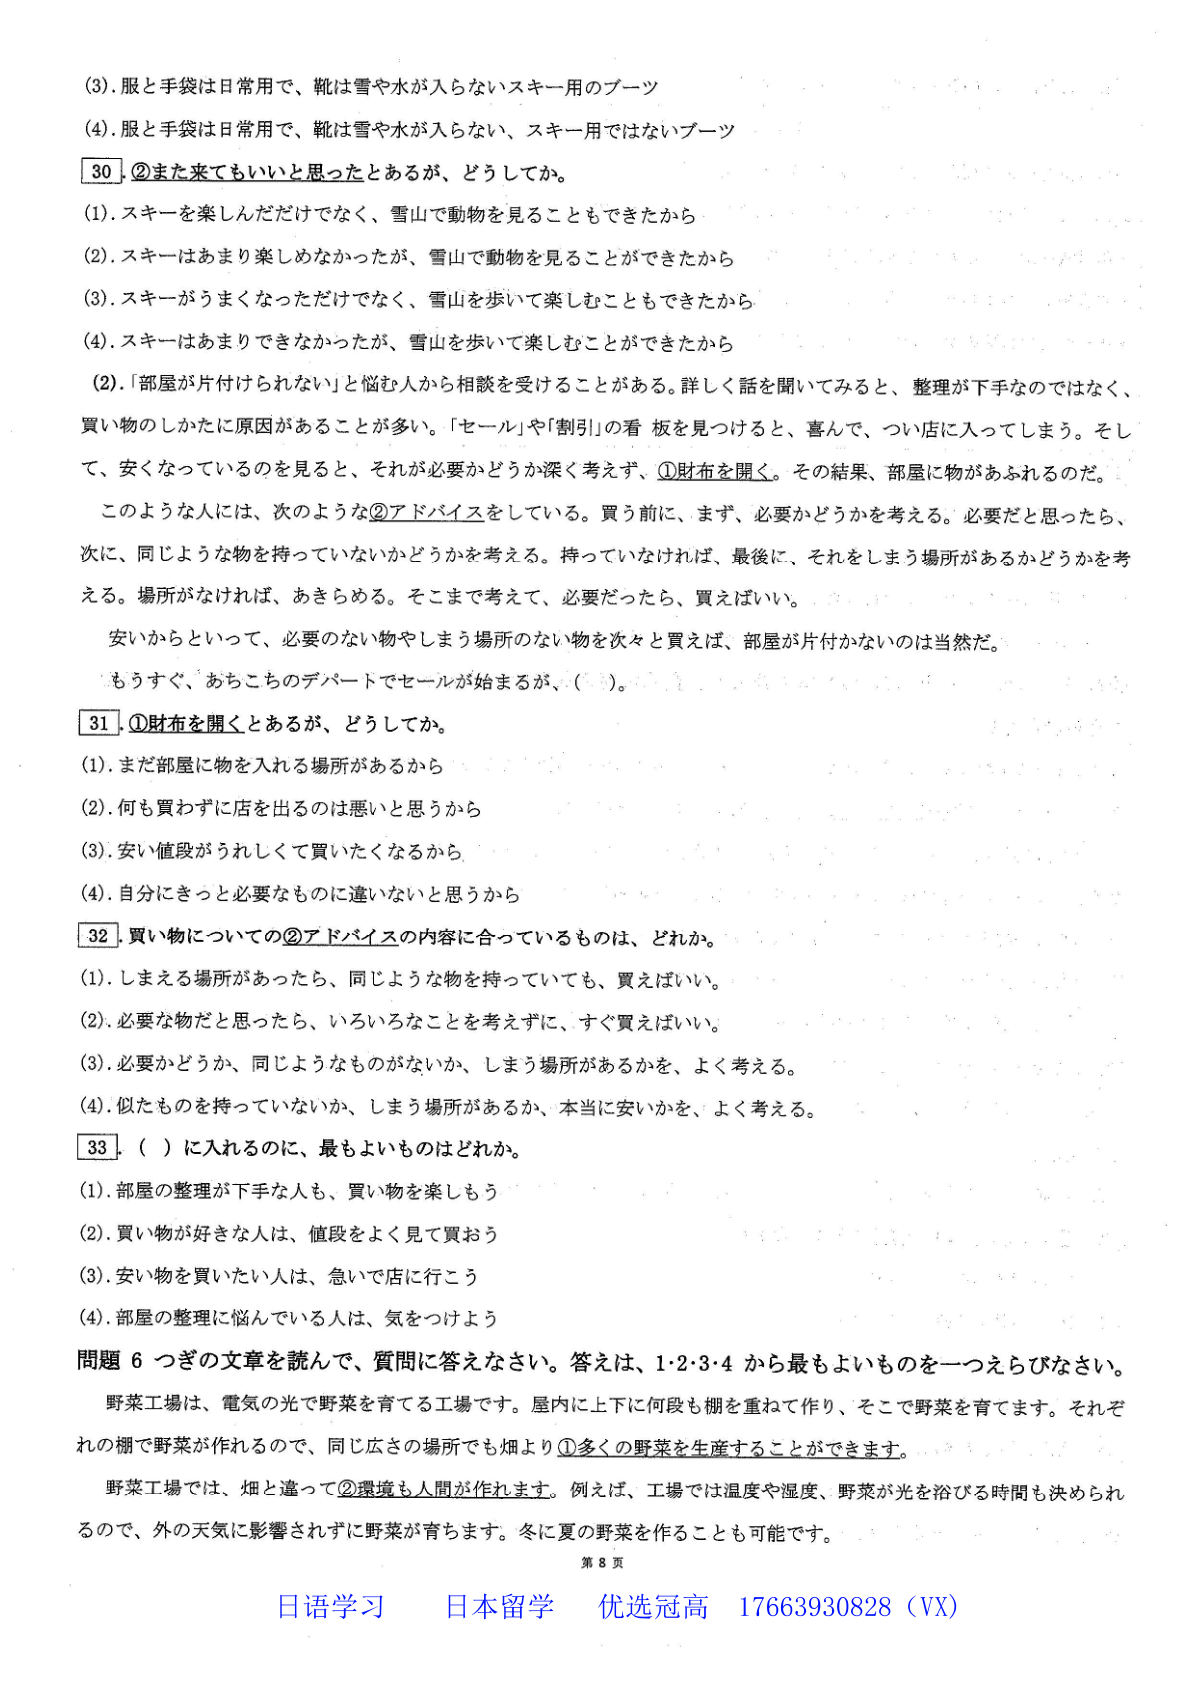 (3).服と手袋は日常用で、靴は雪や水が入らないスキー用のブーツ
(4).服と手袋は日常用で、靴は雪や水が入らない、スキー用ではないブーツ
30.②また来てもいいと思ったとあるが、どうしてか。
(1).スキーを楽しんだだけでなく、雪山で動物を見ることもできたから
(2).スキーはあまり楽しめなかったが、雪山で動物を見ることができたから
(3).スキーがうまくなっただけでなく、雪山を歩いて楽しむこともできたから
(4).スキーはあまりできなかったが、雪山を歩いて楽しむことができたから
(2).「部屋が片付けられない」と悩む人から相談を受けることがある。詳しく話を聞いてみると、整理が下手なのではなく、
買い物のしかたに原因があることが多い。「セール」や「割引」の看 板を見つけると、喜んで、つい店に入ってしまう。そし
て、安くなっているのを見ると、それが必要かどうか深く考えず、①財布を開く。その結果、部屋に物があふれるのだ。
このような人には、次のような②アドバイスをしている。買う前に、まず、必要かどうかを考える。必要だと思ったら、
次に、同じような物を持っていないかどうかを考える。持っていなければ、最後に、それをしまう場所があるかどうかを考
える。場所がなければ、あきらめる。そこまで考えて、必要だったら、買えばいい。
安いからといって、必要のない物やしまう場所のない物を次々と買えば、部屋が片付かないのは当然だ。
もうすぐ、あちこちのデパートでセールが始まるが、( )。
31.①財布を開くとあるが、どうしてか。
(1).まだ部屋に物を入れる場所があるから
(2).何も買わずに店を出るのは悪いと思うから
(3).安い値段がうれしくて買いたくなるから
(4).自分にきっと必要なものに違いないと思うから
32.買い物についての②アドバイスの内容に合っているものは、どれか。
(1).しまえる場所があったら、同じような物を持っていても、買えばいい。
(2).必要な物だと思ったら、いろいろなことを考えずに、すぐ買えばいい。
(3).必要かどうか、同じようなものがないか、しまう場所があるかを、よく考える。
(4).似たものを持っていないか、しまう場所があるか、本当に安いかを、よく考える。
33.( )に入れるのに、最もよいものはどれか。
(1).部屋の整理が下手な人も、買い物を楽しもう
(2).買い物が好きな人は、値段をよく見て買おう
(3).安い物を買いたい人は、急いで店に行こう
(4).部屋の整理に悩んでいる人は、気をつけよう
問題 6 つぎの文章を読んで、質問に答えなさい。答えは、1・2・3・4 から最もよいものを一つえらびなさい。
野菜工場は、電気の光で野菜を育てる工場です。屋内に上下に何段も棚を重ねて作り、そこで野菜を育てます。それぞ
れの棚で野菜が作れるので、同じ広さの場所でも畑より①多くの野菜を生産することができます。
野菜工場では、畑と違って②環境も人間が作れます。例えば、工場では温度や湿度、野菜が光を浴びる時間も決められ
るので、外の天気に影響されずに野菜が育ちます。冬に夏の野菜を作ることも可能です。
第 8 页
日语学习 日本留学 优选冠高 17663930828（VX)